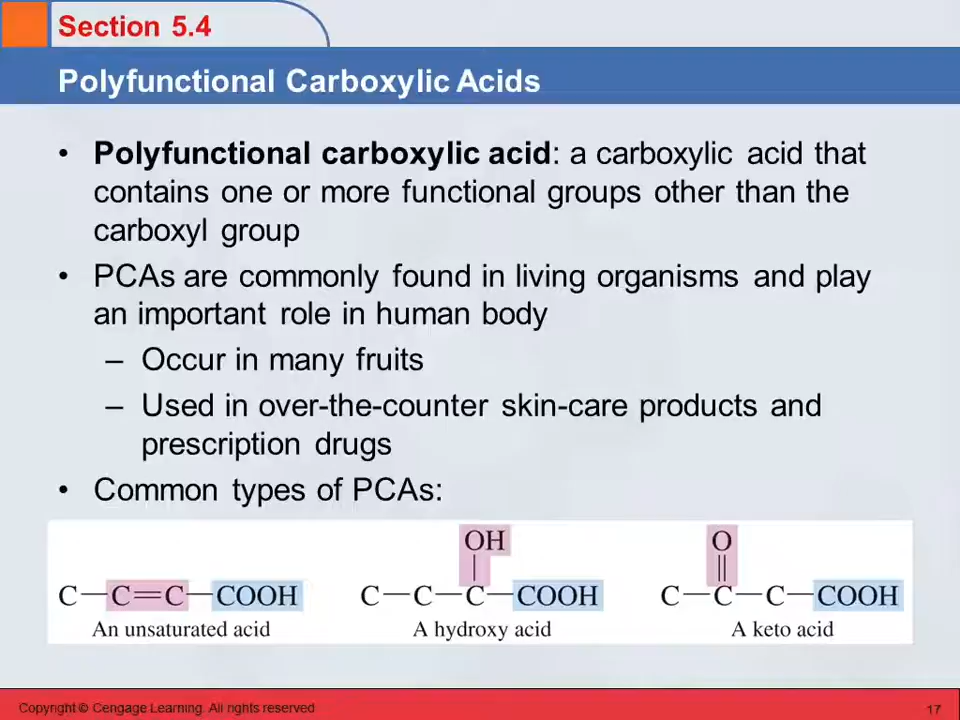 Section 5.4
Polyfunctional Carboxylic Acids
• Polyfunctional carboxylic acid: a carboxylic acid that
contains one or more functional groups other than the
carboxyl group
• PCAs are commonly found in living organisms and play
an important role in human body
– Occur in many fruits
– Used in over-the-counter skin-care products and
prescription drugs
• Common types of PCAs:
OH
O
C—C=C—COOH
C—C—C—COOH
C—C—C—COOH
An unsaturated acid
A hydroxy acid
A keto acid
Copyright © Cengage Learning. All rights reserved
17